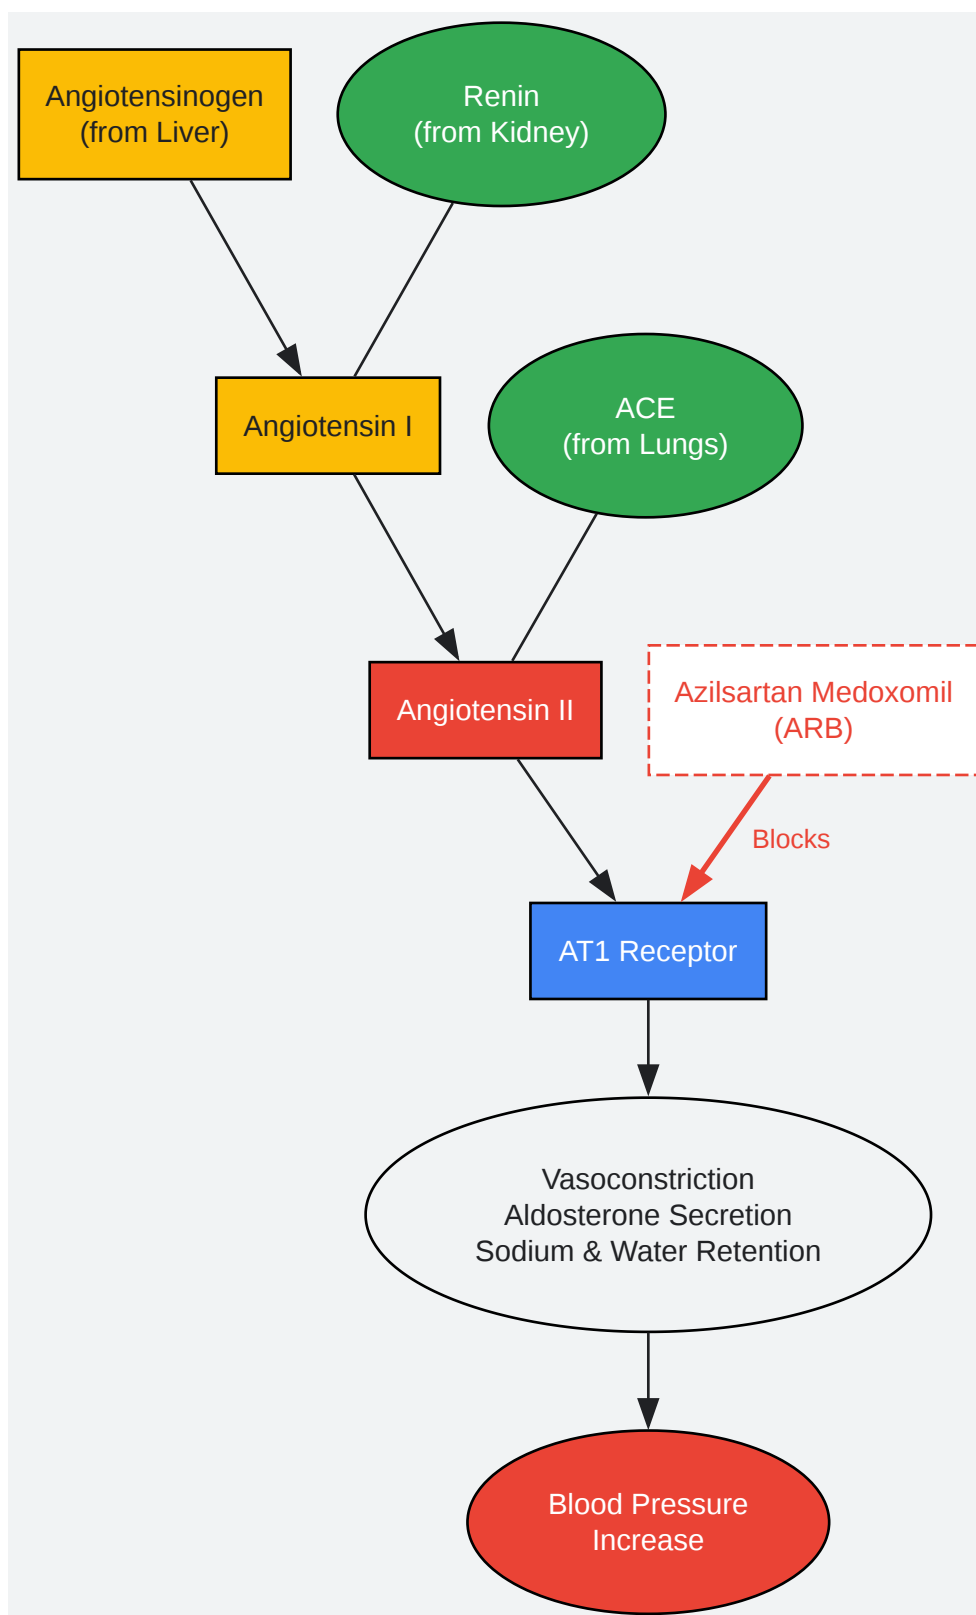 Angiotensinogen
(from Liver)
Renin
(from Kidney)
Angiotensin I
ACE
(from Lungs)
Angiotensin II
Azilsartan Medoxomil
(ARB)
Blocks
AT1 Receptor
Vasoconstriction
Aldosterone Secretion
Sodium & Water Retention
Blood Pressure
Increase